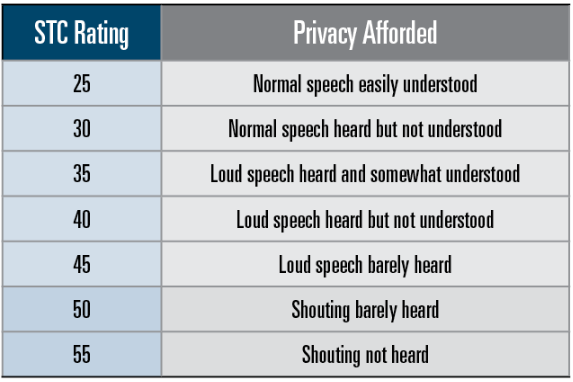 STC Rating Privacy Afforded
25 Normal speech easily understood
30 Normal speech heard but not understood
35 Loud speech heard and somewhat understood
40 Loud speech heard but not understood
45 Loud speech barely heard
50 Shouting barely heard
55 Shouting not heard